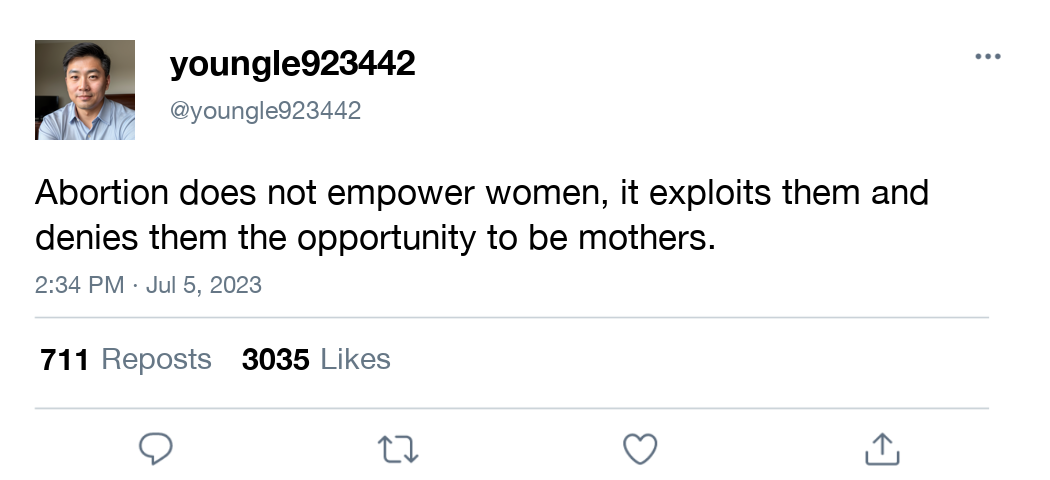 youngle923442
@youngle923442
Abortion does not empower women, it exploits them and
denies them the opportunity to be mothers.
2:34 PM · Jul 5, 2023
711 Reposts 3035 Likes